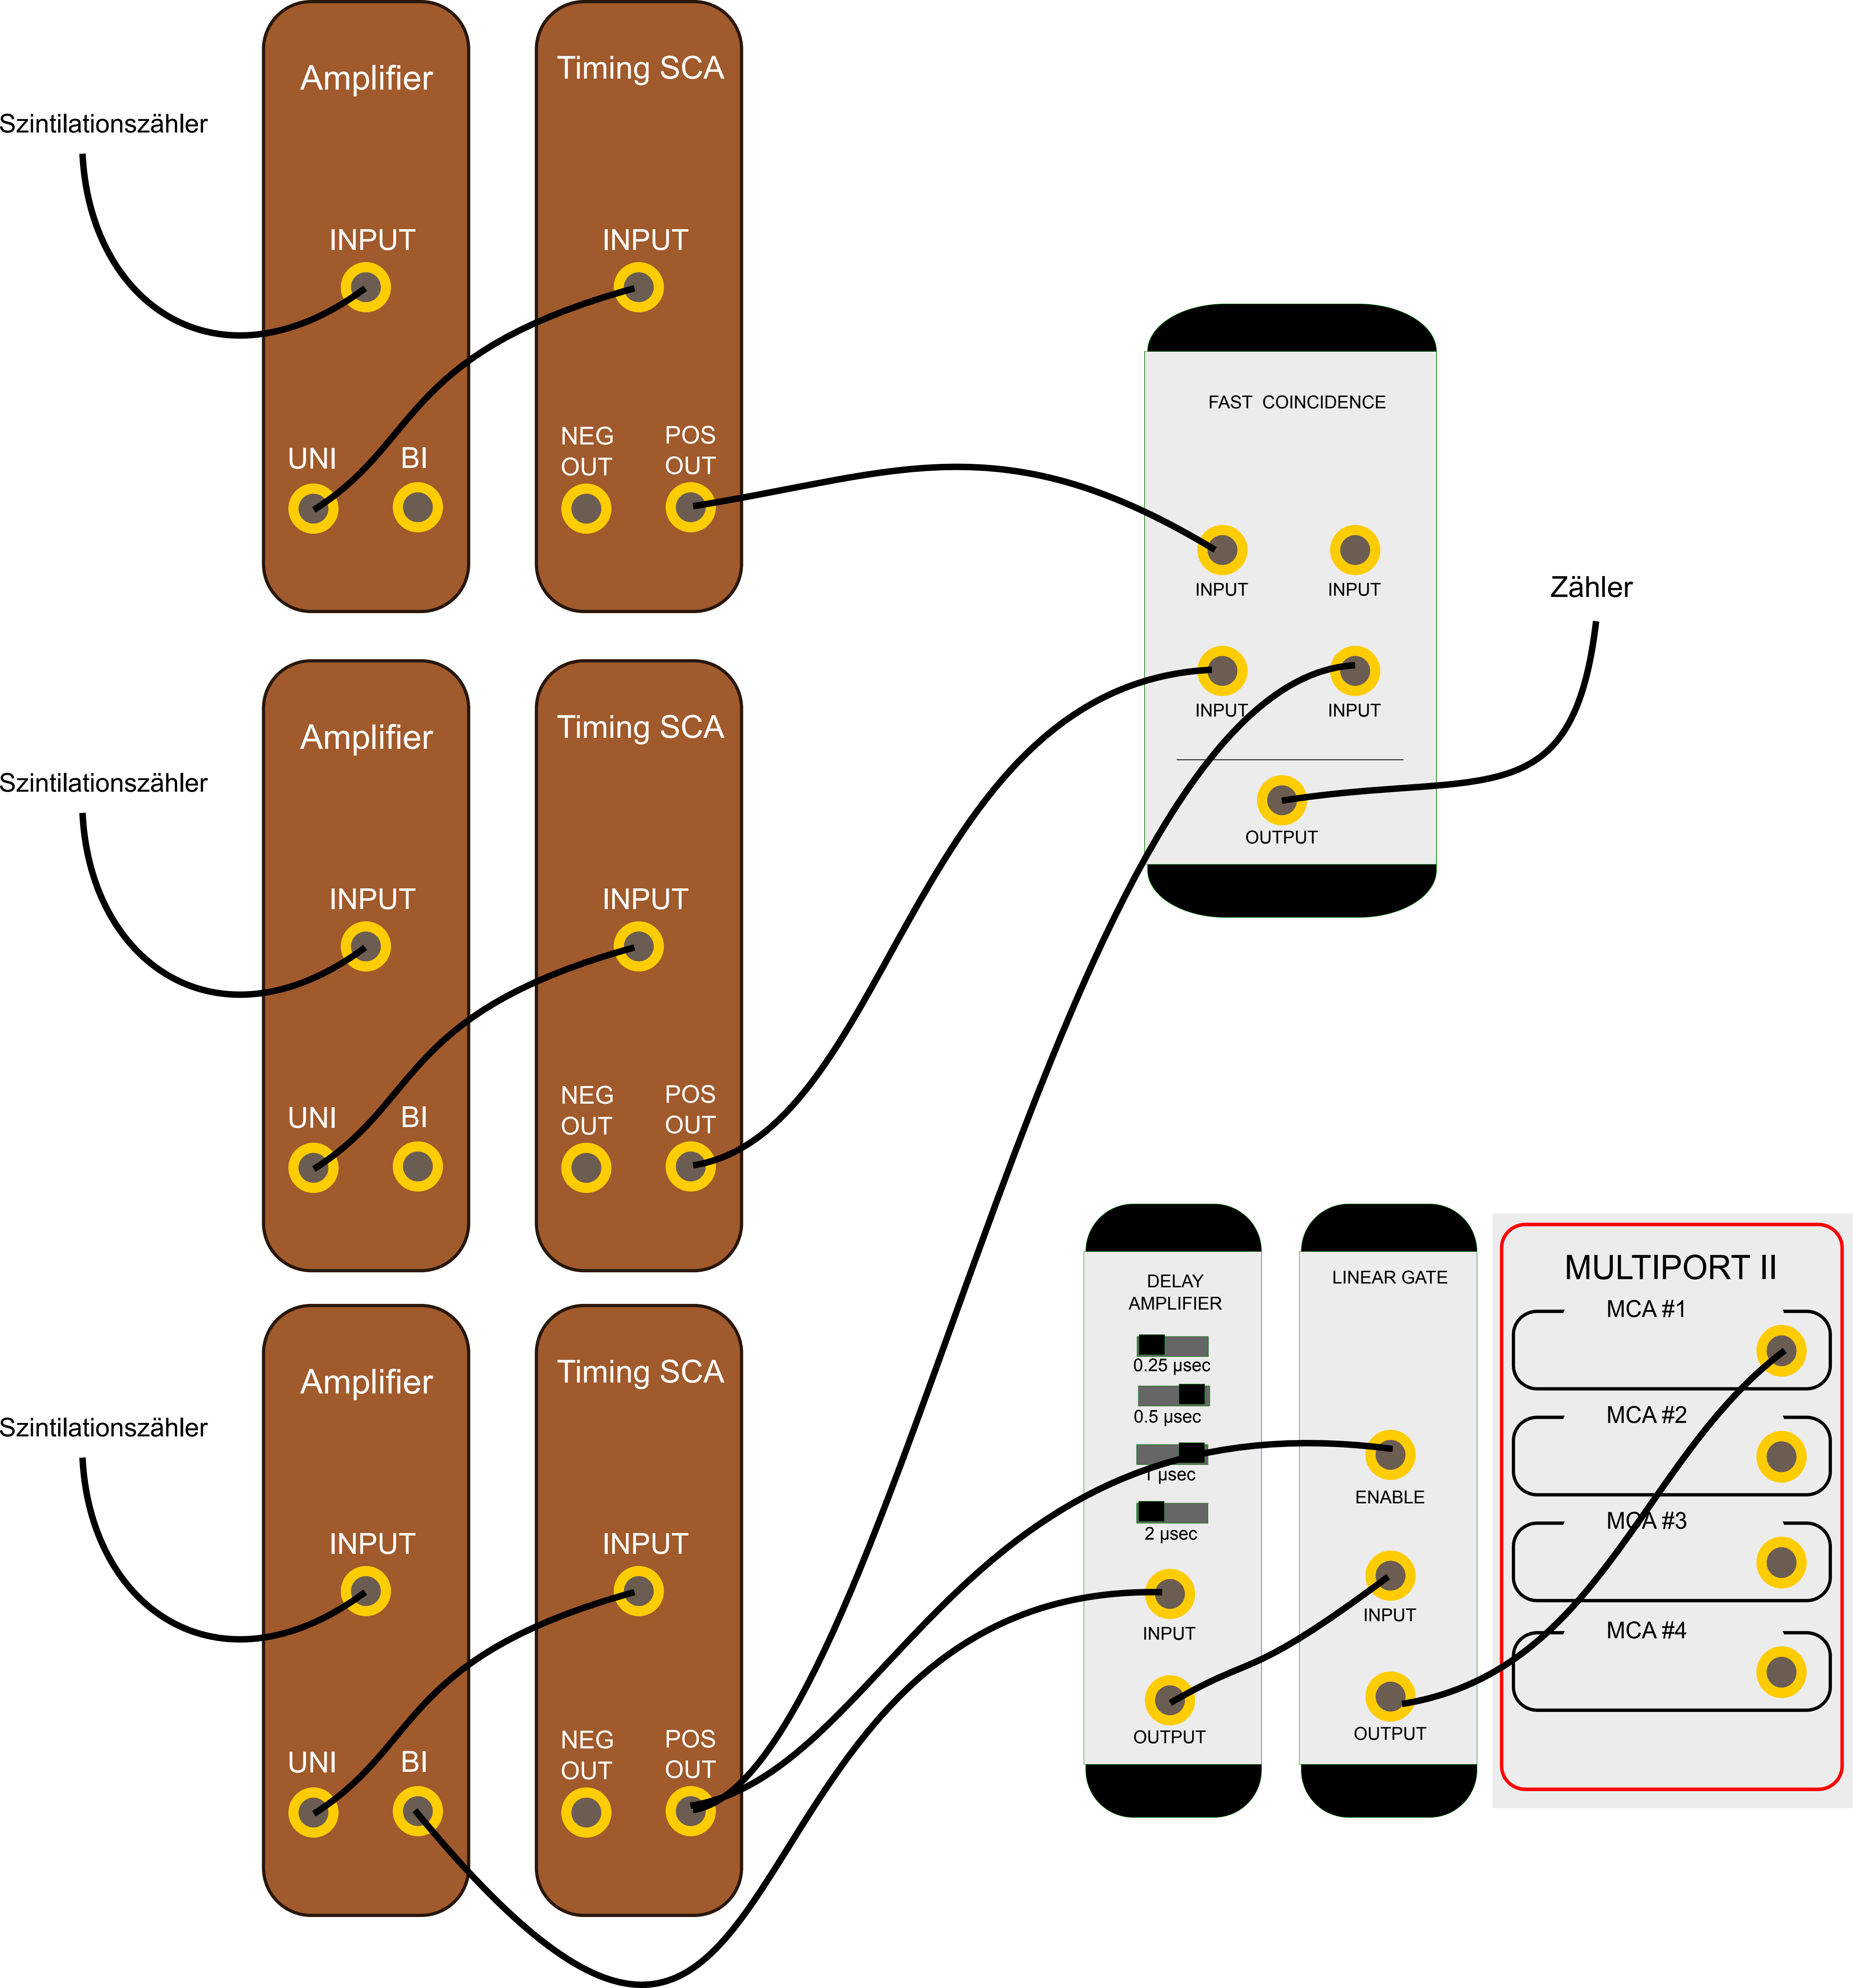 Amplifier
Timing SCA
Szintilationszähler
INPUT
INPUT
UNI
BI
NEG
OUT
POS
OUT
FAST COINCIDENCE
INPUT
INPUT
INPUT
INPUT
OUTPUT
Zähler
Amplifier
Timing SCA
Szintilationszähler
INPUT
INPUT
UNI
BI
NEG
OUT
POS
OUT
Amplifier
Timing SCA
Szintilationszähler
INPUT
INPUT
UNI
BI
NEG
OUT
POS
OUT
DELAY
AMPLIFIER
0.25 µsec
0.5 µsec
1 µsec
2 µsec
INPUT
OUTPUT
LINEAR GATE
ENABLE
INPUT
OUTPUT
MULTIPORT II
MCA #1
MCA #2
MCA #3
MCA #4